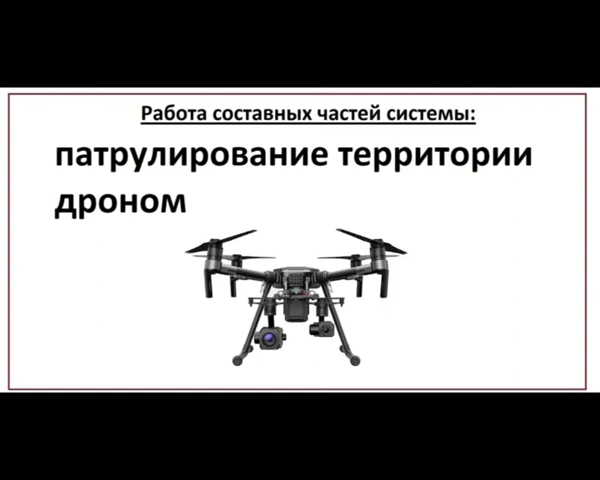 Работа составных частей системы:
патрулирование территории
дроном